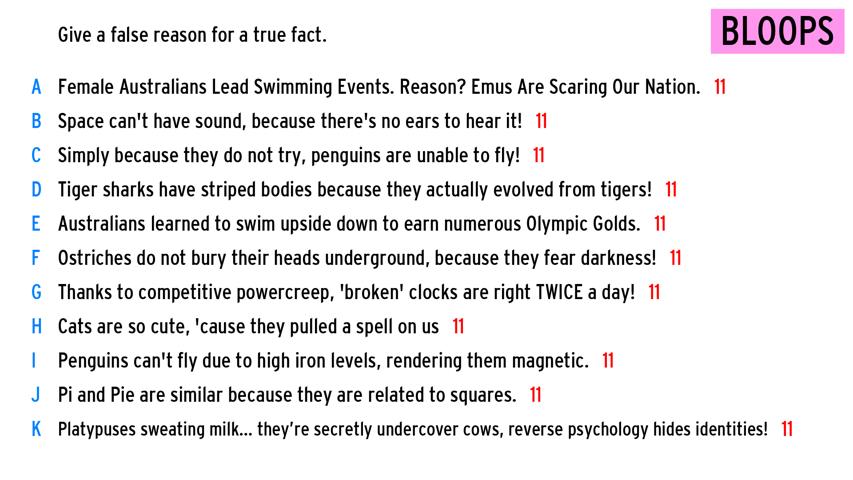 Give a false reason for a true fact.
BLOOPS
A Female Australians Lead Swimming Events. Reason? Emus Are Scaring Our Nation. 11
B Space can't have sound, because there's no ears to hear it! 11
C Simply because they do not try, penguins are unable to fly! 11
D Tiger sharks have striped bodies because they actually evolved from tigers! 11
E Australians learned to swim upside down to earn numerous Olympic Golds. 11
F Ostriches do not bury their heads underground, because they fear darkness! 11
G Thanks to competitive powercreep, 'broken' clocks are right TWICE a day! 11
H Cats are so cute, 'cause they pulled a spell on us 11
I Penguins can't fly due to high iron levels, rendering them magnetic. 11
J Pi and Pie are similar because they are related to squares. 11
K Platypuses sweating milk... they’re secretly undercover cows, reverse psychology hides identities! 11